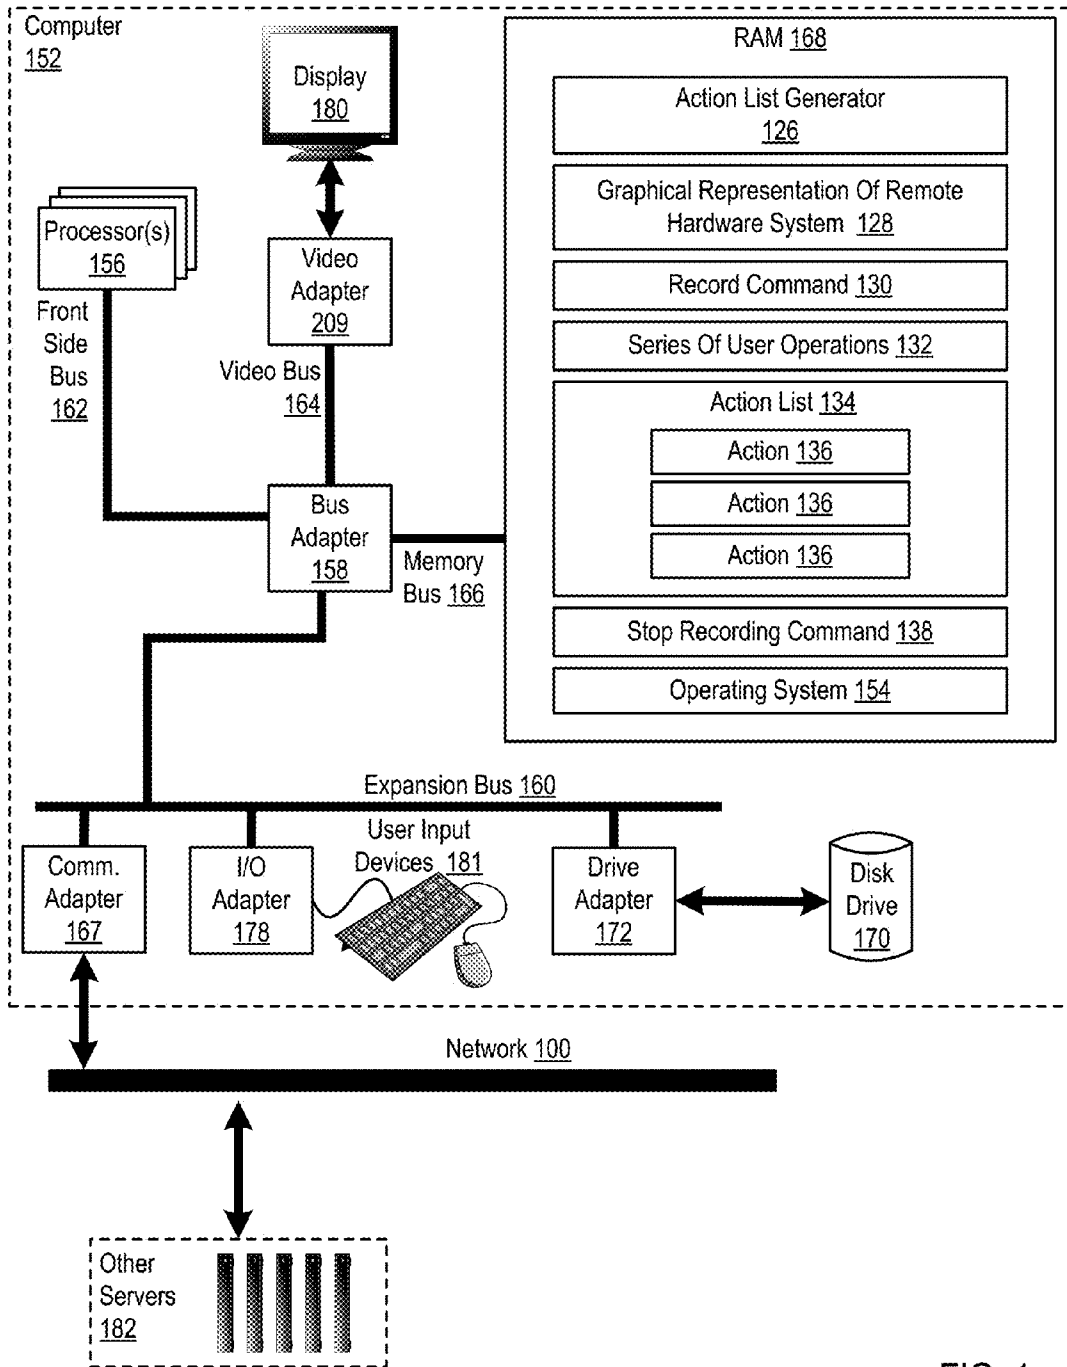 Computer
152
Display
180
RAM 168
Action List Generator
126
Graphical Representation Of Remote
Hardware System 128
Record Command 130
Series Of User Operations 132
Action List 134
Action 136
Action 136
Action 136
Stop Recording Command 138
Operating System 154
Processor(s)
156
Video
Adapter
209
Front
Side
Bus
162
Video Bus
164
Bus
Adapter
158
Memory
Bus 166
Expansion Bus 160
Comm.
Adapter
167
I/O
Adapter
178
User Input
Devices 181
Drive
Adapter
172
Disk
Drive
170
Network 100
Other
Servers
182
FIG. 1